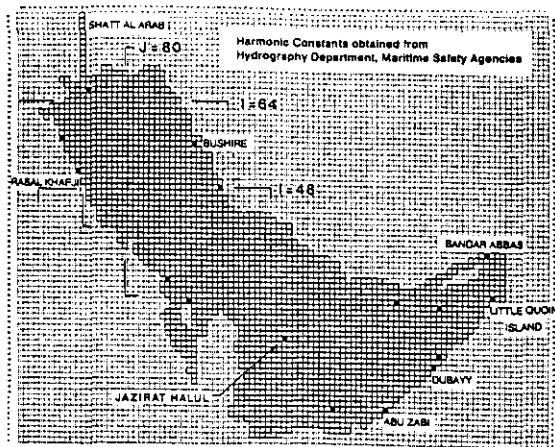 SHATT AL ARAB
J=80
Harmonic Constants obtained from
Hydrography Department, Maritime Safety Agencies
I=64
BUSHIRE
RASAL KHAFJI
I=48
BANDAR ABBAS
LITTLE QUOIN
ISLAND
DUBAYY
JAZIRAT HALUL
ABU ZABI